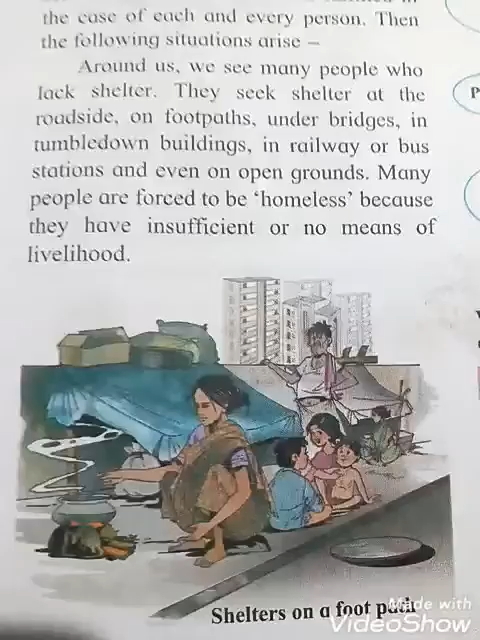 the case of each and every person. Then
the following situations arise –
Around us, we see many people who
lack shelter. They seek shelter at the
roadside, on footpaths, under bridges, in
tumbledown buildings, in railway or bus
stations and even on open grounds. Many
people are forced to be ‘homeless’ because
they have insufficient or no means of
livelihood.
P
Shelters on a foot path
Made with
VideoShow